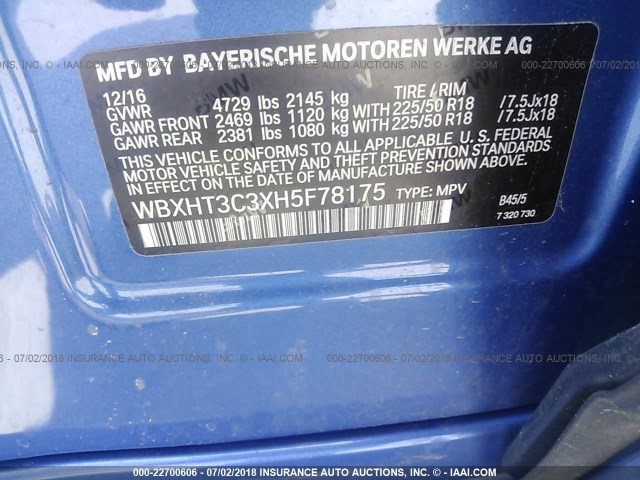 MFD BY BAYERISCHE MOTOREN WERKE AG
12/16 TIRE / RIM
GVWR 4729 lbs 2145 kg
GAWR FRONT 2469 lbs 1120 kg WITH 225/50 R18 /7.5Jx18
GAWR REAR 2381 lbs 1080 kg WITH 225/50 R18 /7.5Jx18
THIS VEHICLE CONFORMS TO ALL APPLICABLE U. S. FEDERAL
MOTOR VEHICLE SAFETY, BUMPER, AND THEFT PREVENTION
STANDARDS IN EFFECT ON THE DATE OF MANUFACTURE SHOWN ABOVE.
WBXHT3C3XH5F78175 TYPE: MPV
B45/5
7 320 730
000-22700606 - 07/02/2018 INSURANCE AUTO AUCTIONS, INC. - © IAAI.COM